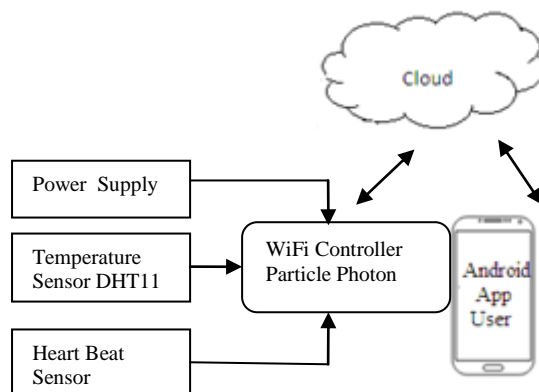 Cloud
Power Supply
WiFi Controller
Particle Photon
Temperature
Sensor DHT11
Android
App
User
Heart Beat
Sensor